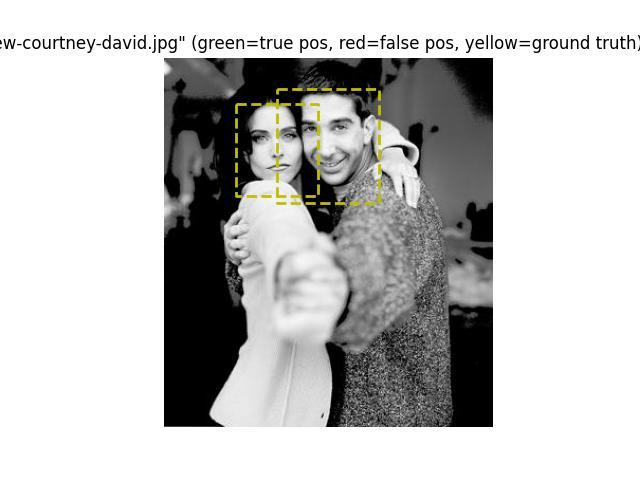 ew-courtney-david.jpg" (green=true pos, red=false pos, yellow=ground truth)